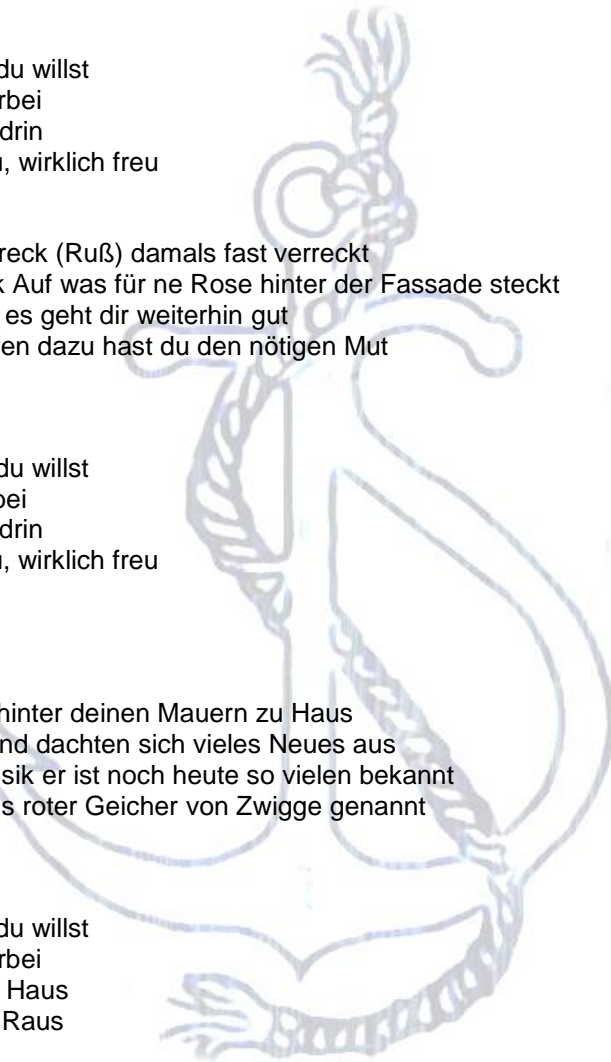 du willst
rbei
drin
u, wirklich freu
reck (Ruß) damals fast verreckt
k Auf was für ne Rose hinter der Fassade steckt
es geht dir weiterhin gut
en dazu hast du den nötigen Mut
du willst
bei
drin
u, wirklich freu
hinter deinen Mauern zu Haus
nd dachten sich vieles Neues aus
sik er ist noch heute so vielen bekannt
s roter Geicher von Zwigge genannt
du willst
rbei
Haus
Raus